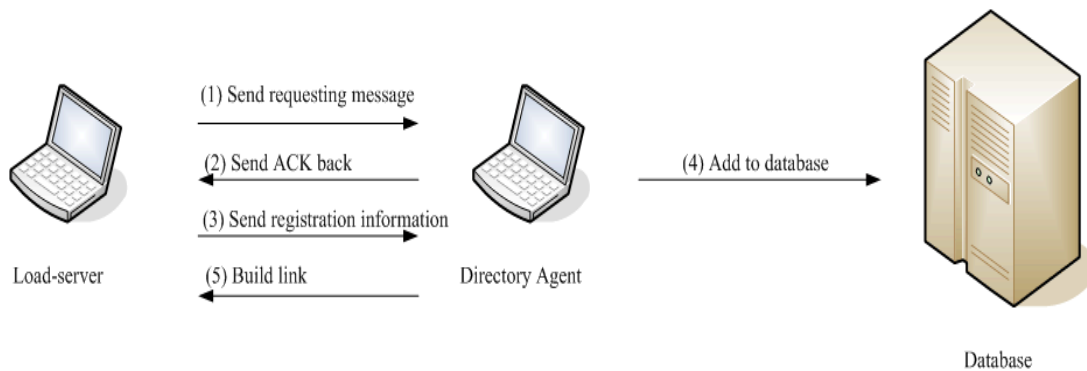 (1) Send requesting message
(2) Send ACK back
(4) Add to database
(3) Send registration information
Load-server
(5) Build link
Directory Agent
Database